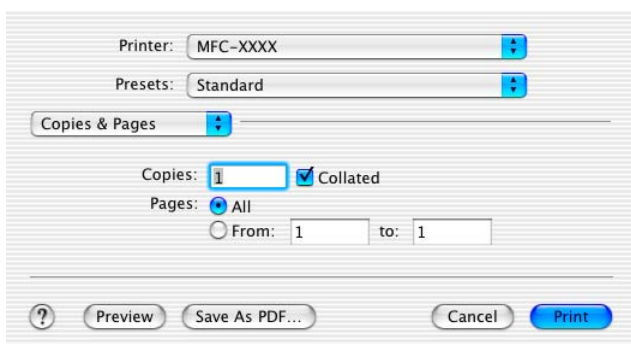 Printer: MFC-XXXX
Presets: Standard
Copies & Pages
Copies: 1 Collated
Pages: All
From: 1 to: 1
? Preview Save As PDF... Cancel Print